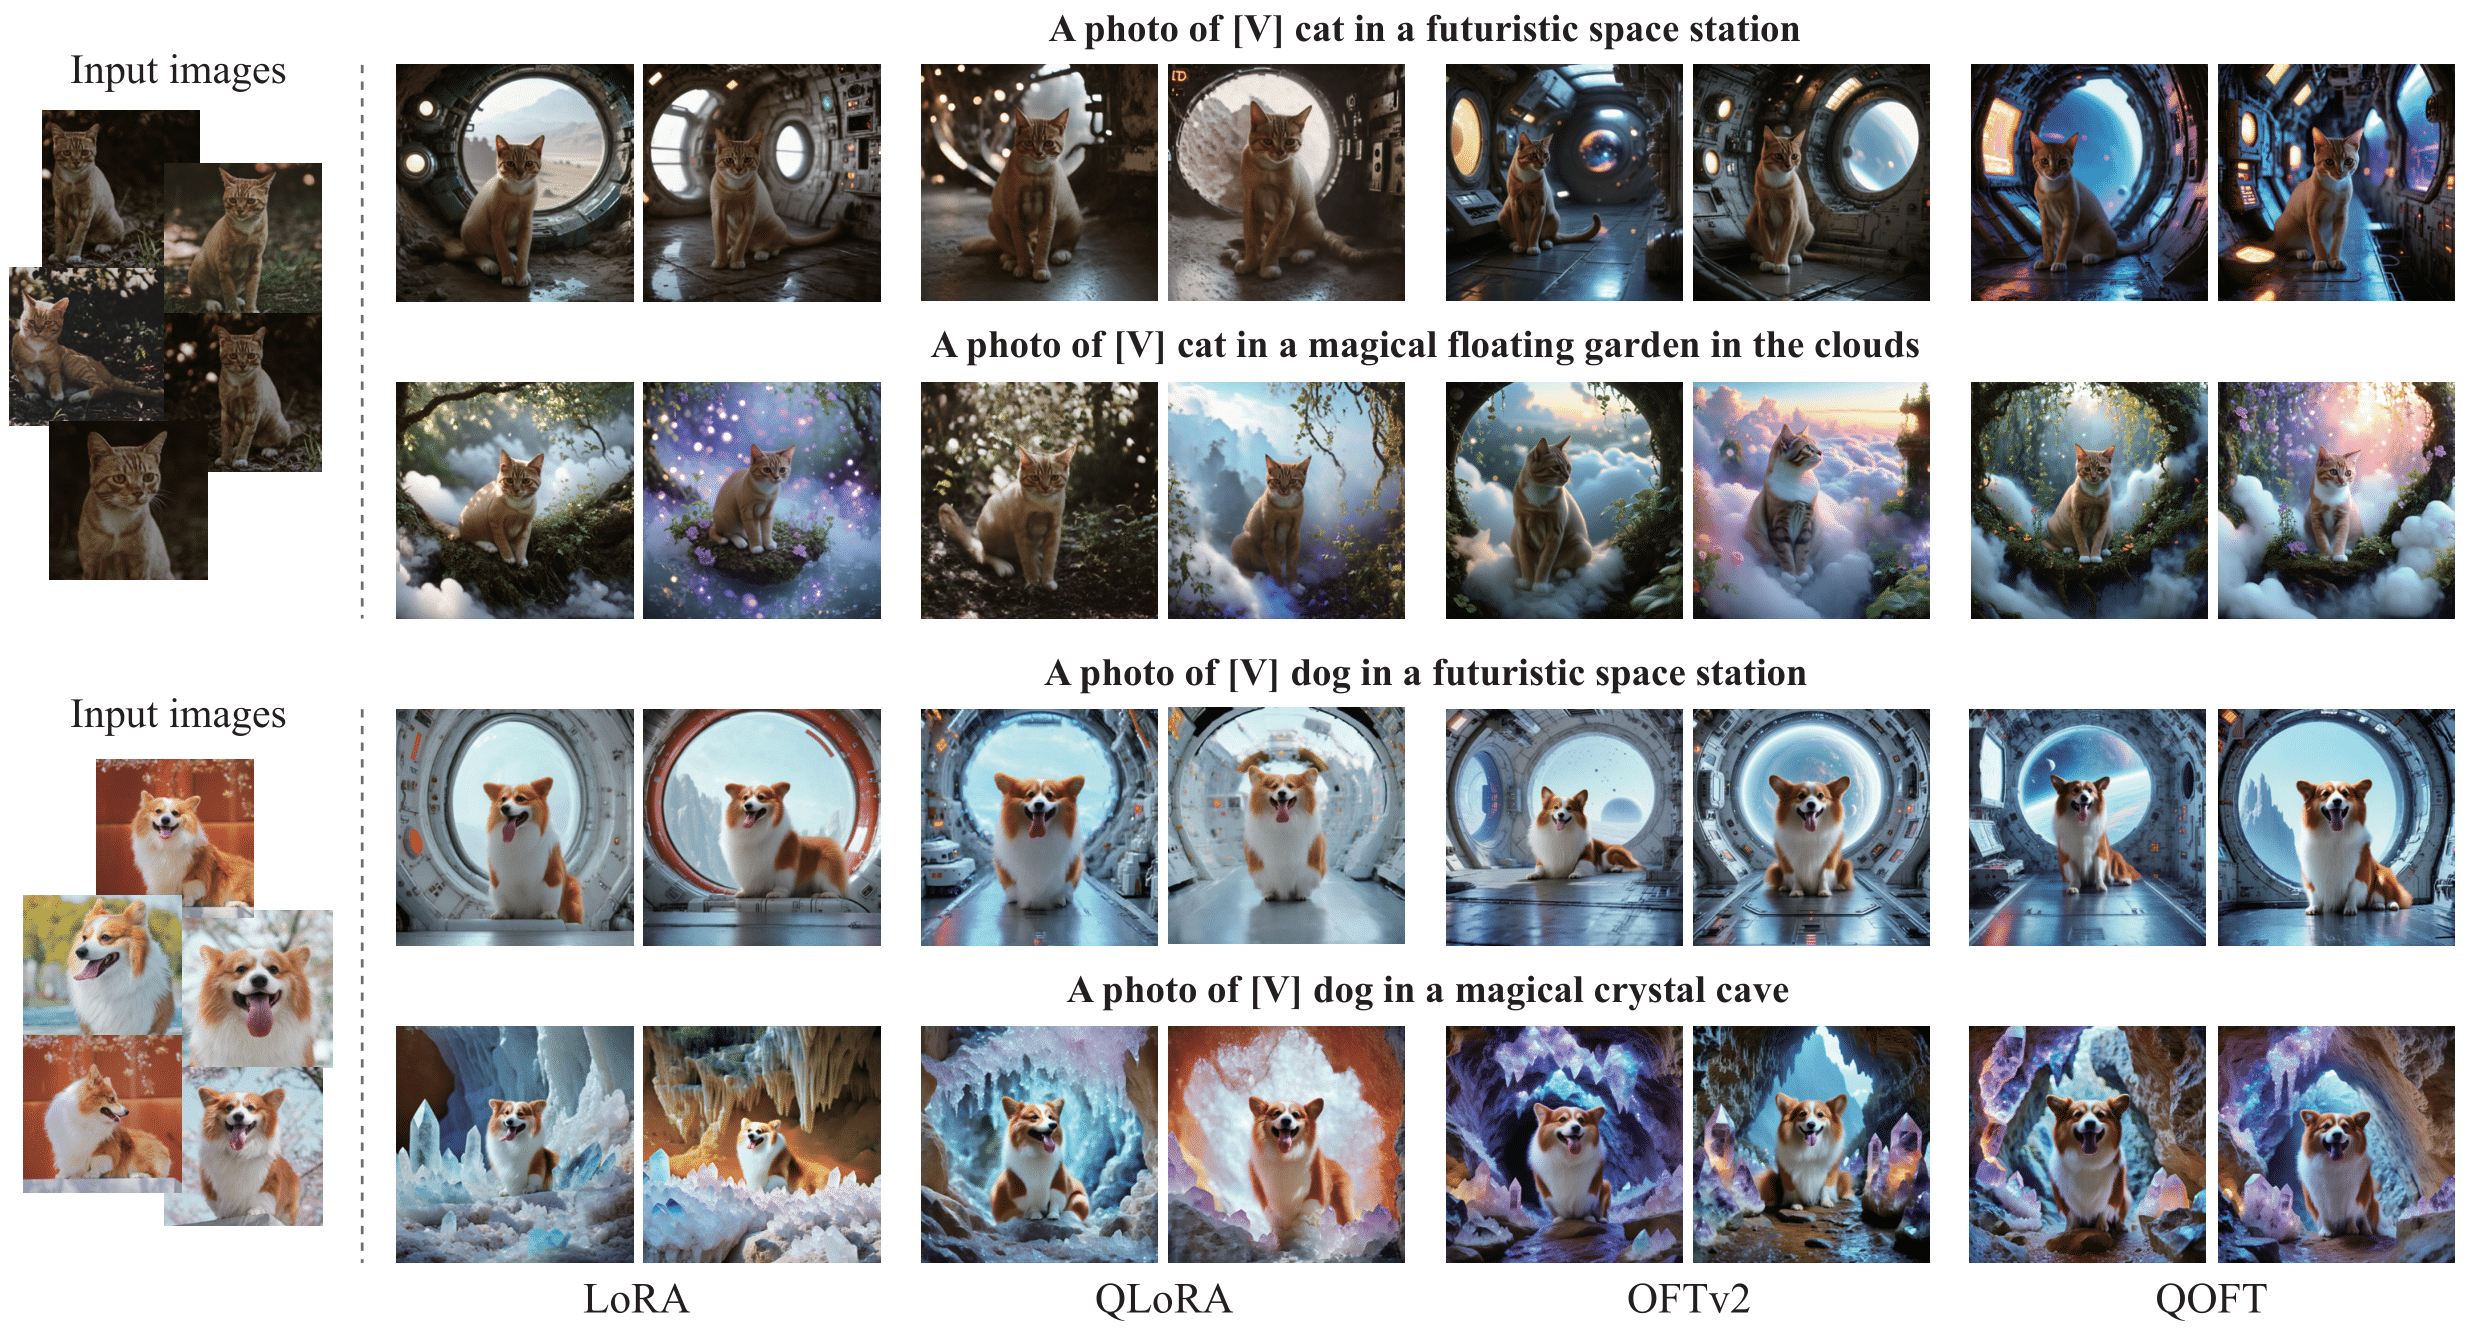 A photo of [V] cat in a futuristic space station
Input images
A photo of [V] cat in a magical floating garden in the clouds
A photo of [V] dog in a futuristic space station
Input images
A photo of [V] dog in a magical crystal cave
LoRA
QLoRA
OFTv2
QOFT